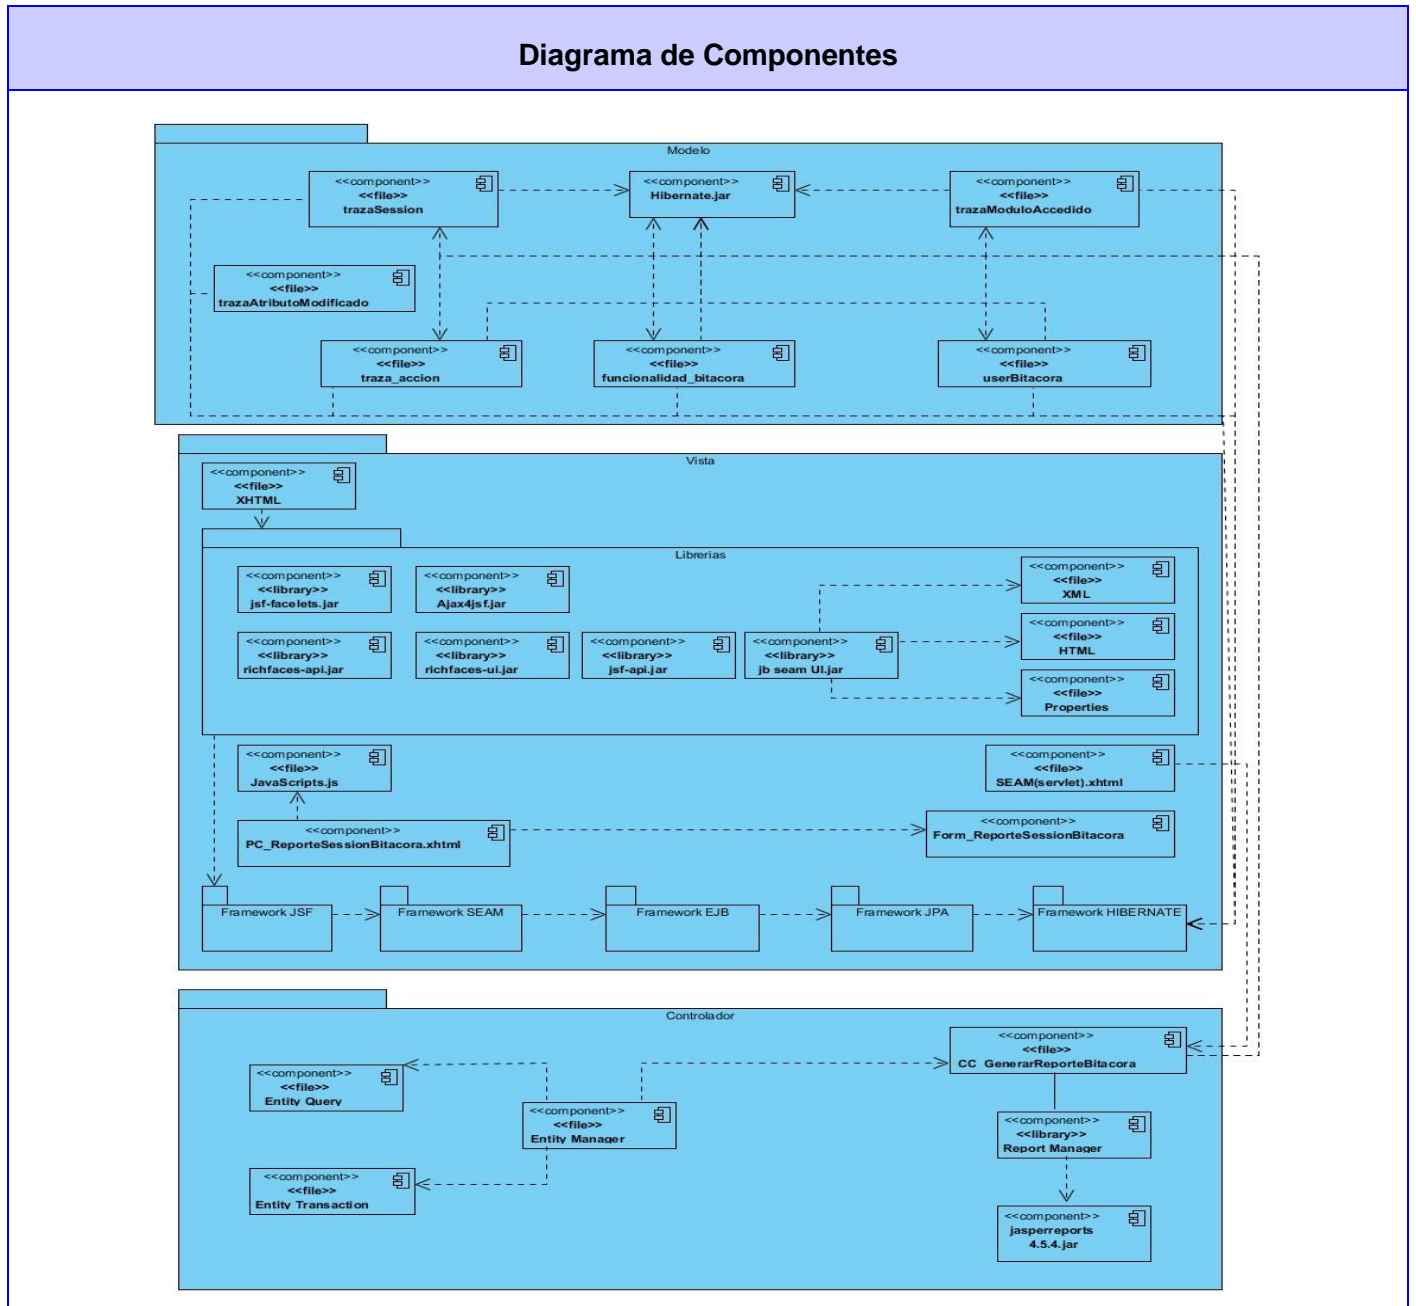 Diagrama de Componentes
Modelo
<<component>>
<<file>>
trazaSession
<<component>>
Hibernate.jar
<<component>>
<<file>>
trazaModuloAccedido
<<component>>
<<file>>
trazaAtributoModificado
<<component>>
<<file>>
traza_accion
<<component>>
<<file>>
funcionalidad_bitacora
<<component>>
<<file>>
userBitacora
Vista
<<component>>
<<file>>
XHTML
Librerias
<<component>>
<<library>>
jsf-facelets.jar
<<component>>
<<library>>
Ajax4jsf.jar
<<component>>
<<file>>
XML
<<component>>
<<library>>
richfaces-api.jar
<<component>>
<<library>>
richfaces-ui.jar
<<component>>
<<library>>
jsf-api.jar
<<component>>
<<library>>
jb seam UI.jar
<<component>>
<<file>>
HTML
<<component>>
<<file>>
Properties
<<component>>
<<file>>
JavaScripts.js
<<component>>
<<file>>
SEAM(servlet).xhtml
<<component>>
PC_ReporteSessionBitacora.xhtml
<<component>>
Form_ReporteSessionBitacora
Framework JSF
Framework SEAM
Framework EJB
Framework JPA
Framework HIBERNATE
Controlador
<<component>>
<<file>>
CC_GenerarReporteBitacora
<<component>>
<<file>>
Entity Query
<<component>>
<<file>>
Entity Manager
<<component>>
<<library>>
Report Manager
<<component>>
<<file>>
Entity Transaction
<<component>>
jasperreports
4.5.4.jar